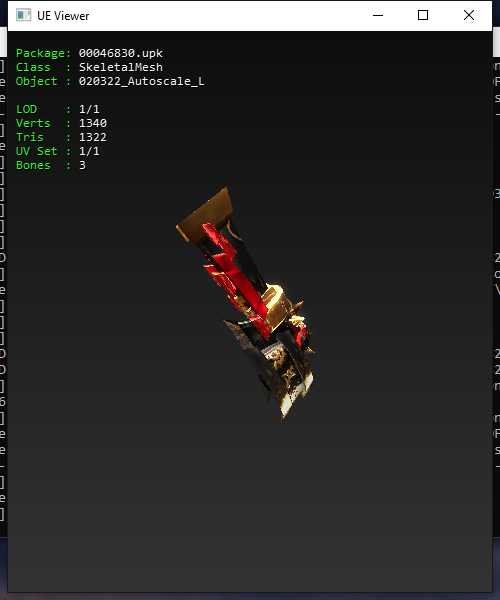 UE Viewer
Package: 00046830.upk
Class : SkeletalMesh
Object : 020322_Autoscale_L
LOD : 1/1
Verts : 1340
Tris : 1322
UV Set : 1/1
Bones : 3